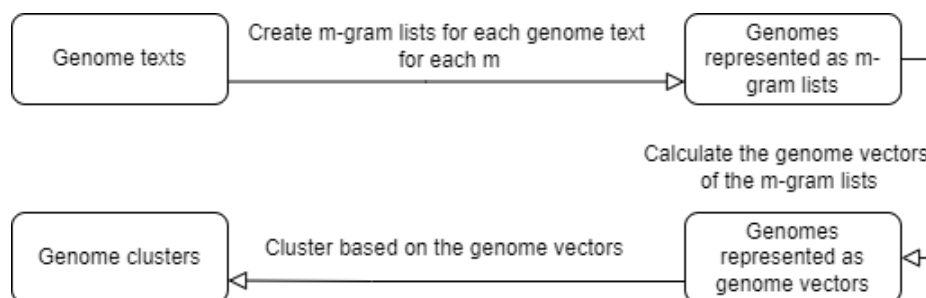 Genome texts
Create m-gram lists for each genome text
for each m
Genomes
represented as m-
gram lists
Calculate the genome vectors
of the m-gram lists
Genomes
represented as
genome vectors
Cluster based on the genome vectors
Genome clusters